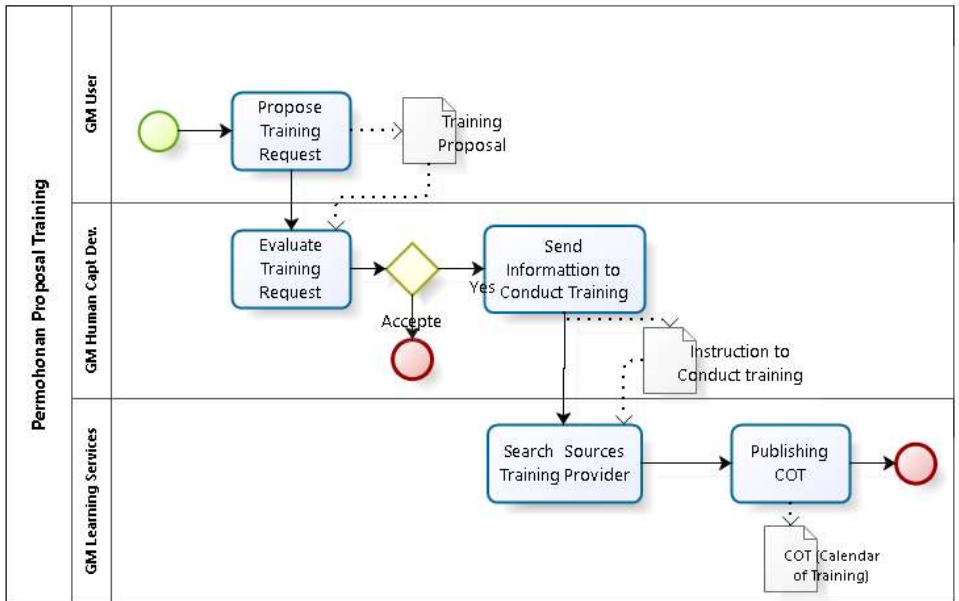 Permohonan Proposal Training
GM User
Propose
Training
Request
Training
Proposal
GM Human Capt Dev.
Evaluate
Training
Request
Accepte
Yes
Send
Informattion to
Conduct Training
Instruction to
Conduct training
GM Learning Services
Search Sources
Training Provider
Publishing
COT
COT (Calendar
of Training)